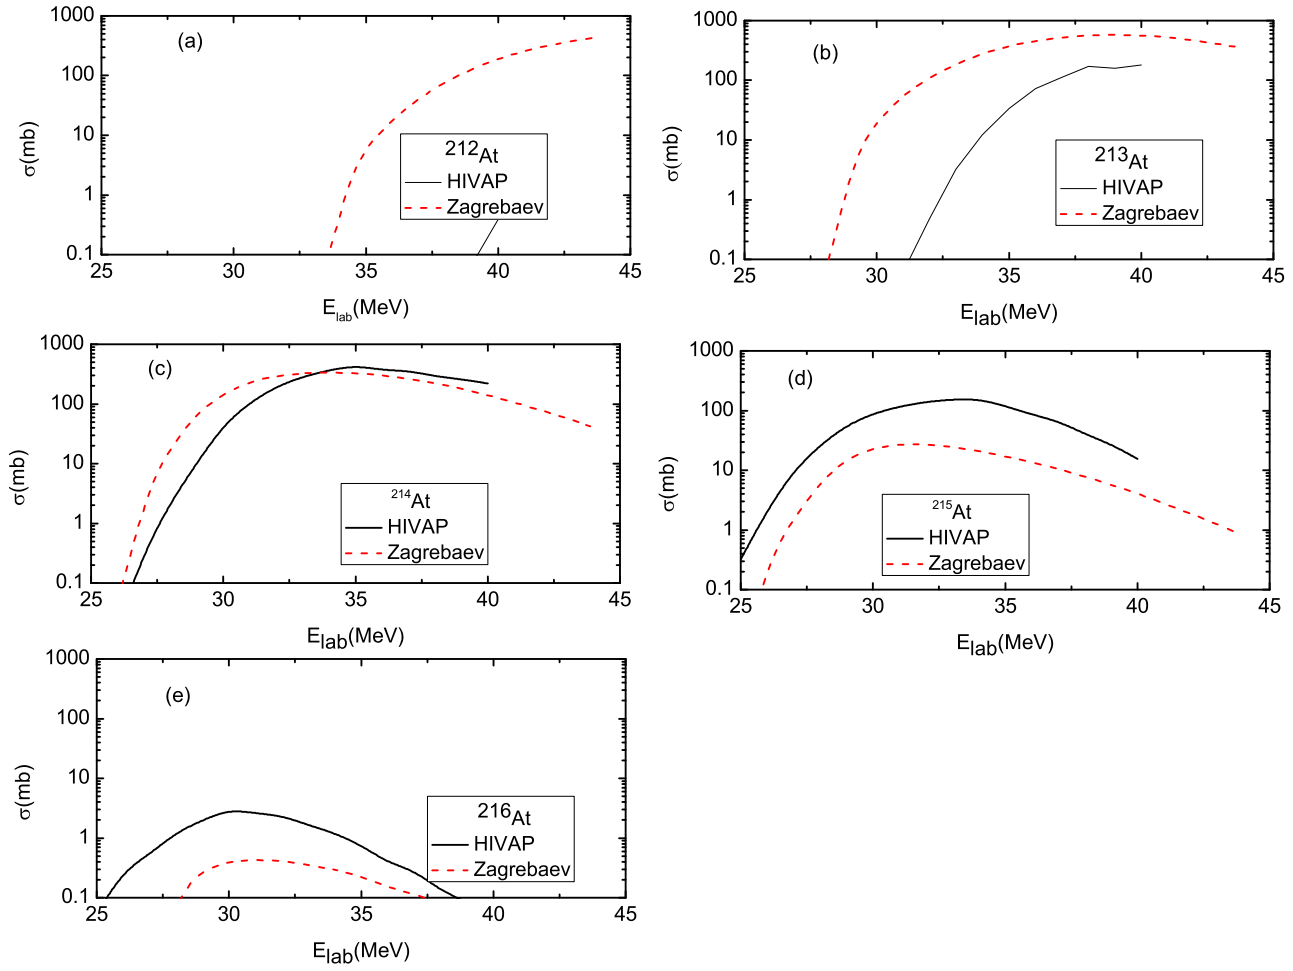 (a)
1000
100
10
1
0.1
σ(mb)
212At
HIVAP
Zagrebaev
25 30 35 40 45
Elab(MeV)
(b)
1000
100
10
1
0.1
σ(mb)
213At
HIVAP
Zagrebaev
25 30 35 40 45
Elab(MeV)
(c)
1000
100
10
1
0.1
σ(mb)
214At
HIVAP
Zagrebaev
25 30 35 40 45
Elab(MeV)
(d)
1000
100
10
1
0.1
σ(mb)
215At
HIVAP
Zagrebaev
25 30 35 40 45
Elab(MeV)
(e)
1000
100
10
1
0.1
σ(mb)
216At
HIVAP
Zagrebaev
25 30 35 40 45
Elab(MeV)